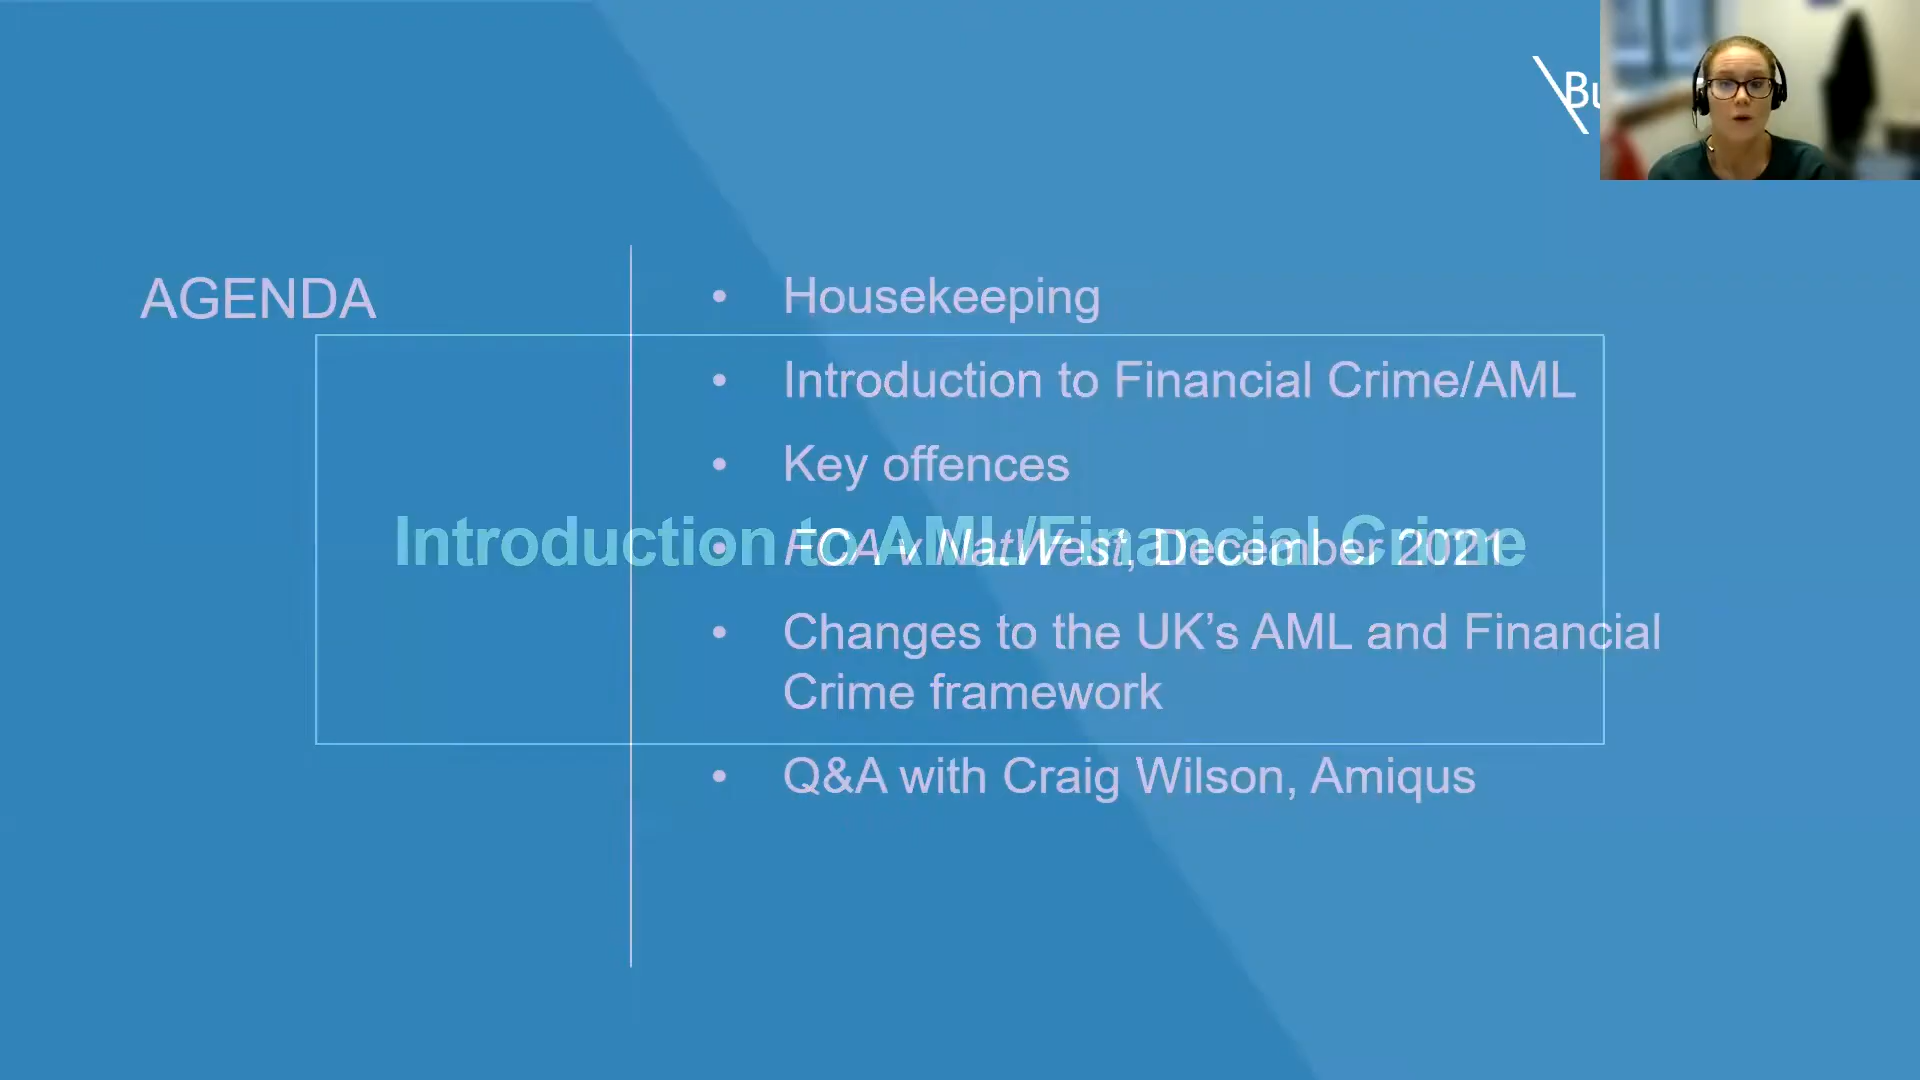 Bu
AGENDA
• Housekeeping
• Introduction to Financial Crime/AML
• Key offences
Introduction to AML/Financial Crime
• FCA v NatWest, December 2021
• Changes to the UK’s AML and Financial
Crime framework
• Q&A with Craig Wilson, Amiqus